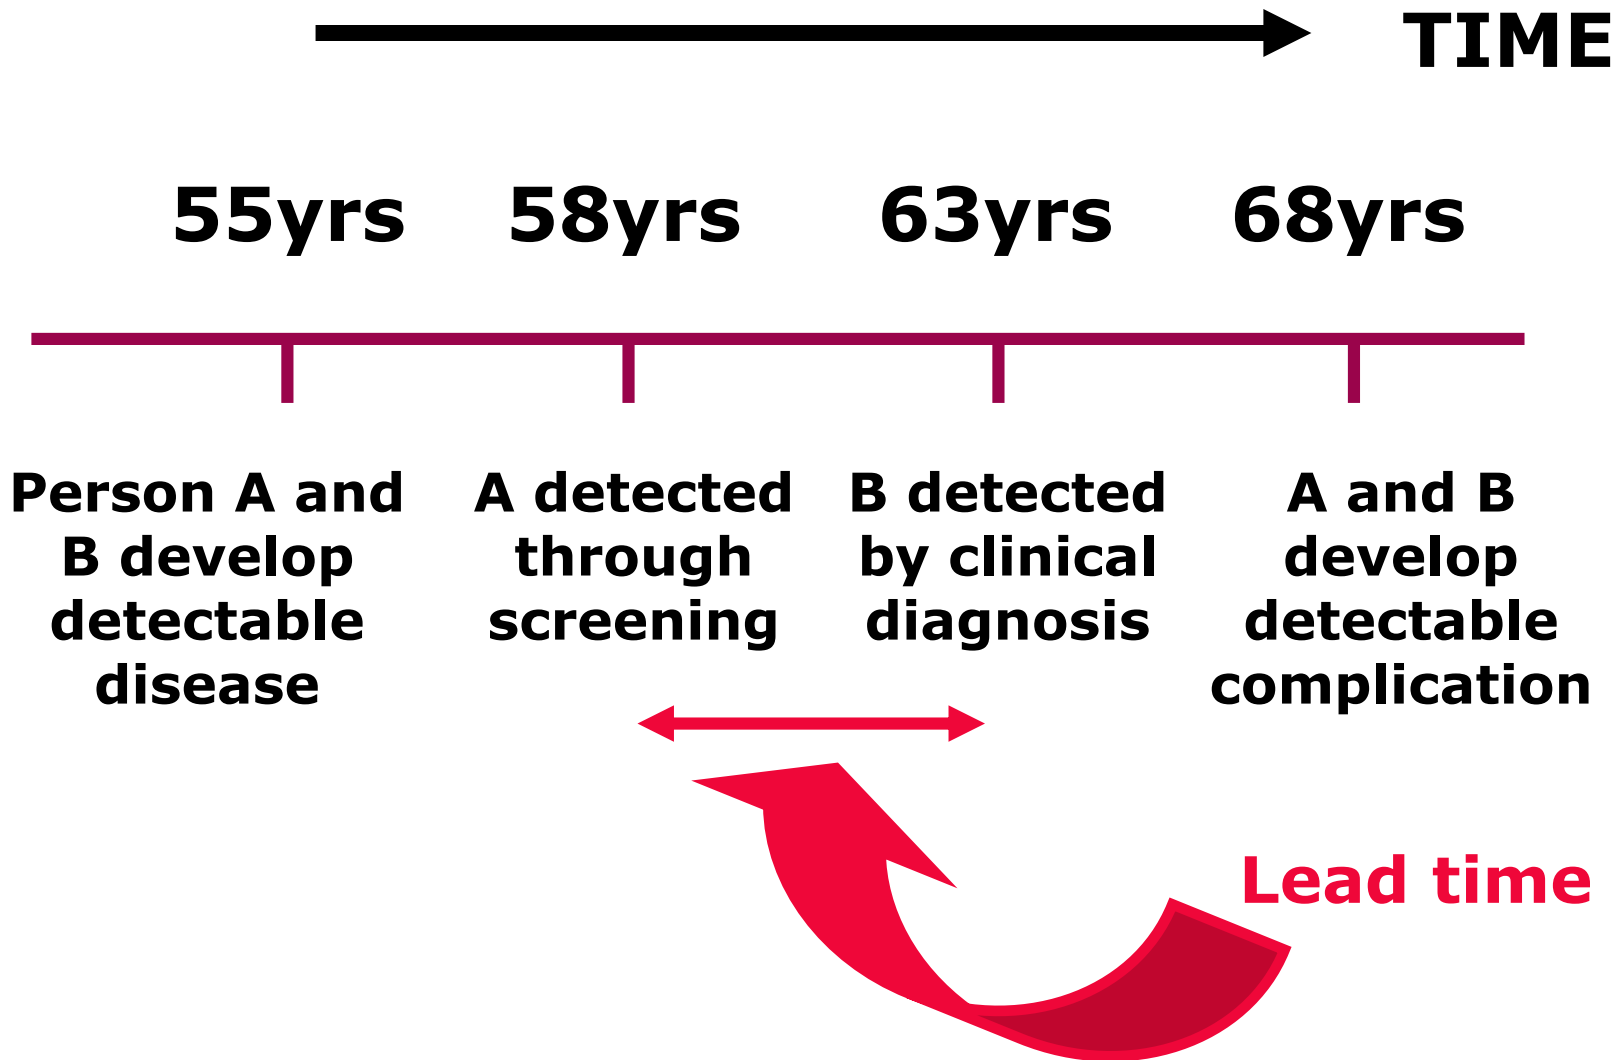 TIME
55yrs 58yrs 63yrs 68yrs
Person A and
B develop
detectable
disease
A detected
through
screening
B detected
by clinical
diagnosis
A and B
develop
detectable
complication
Lead time